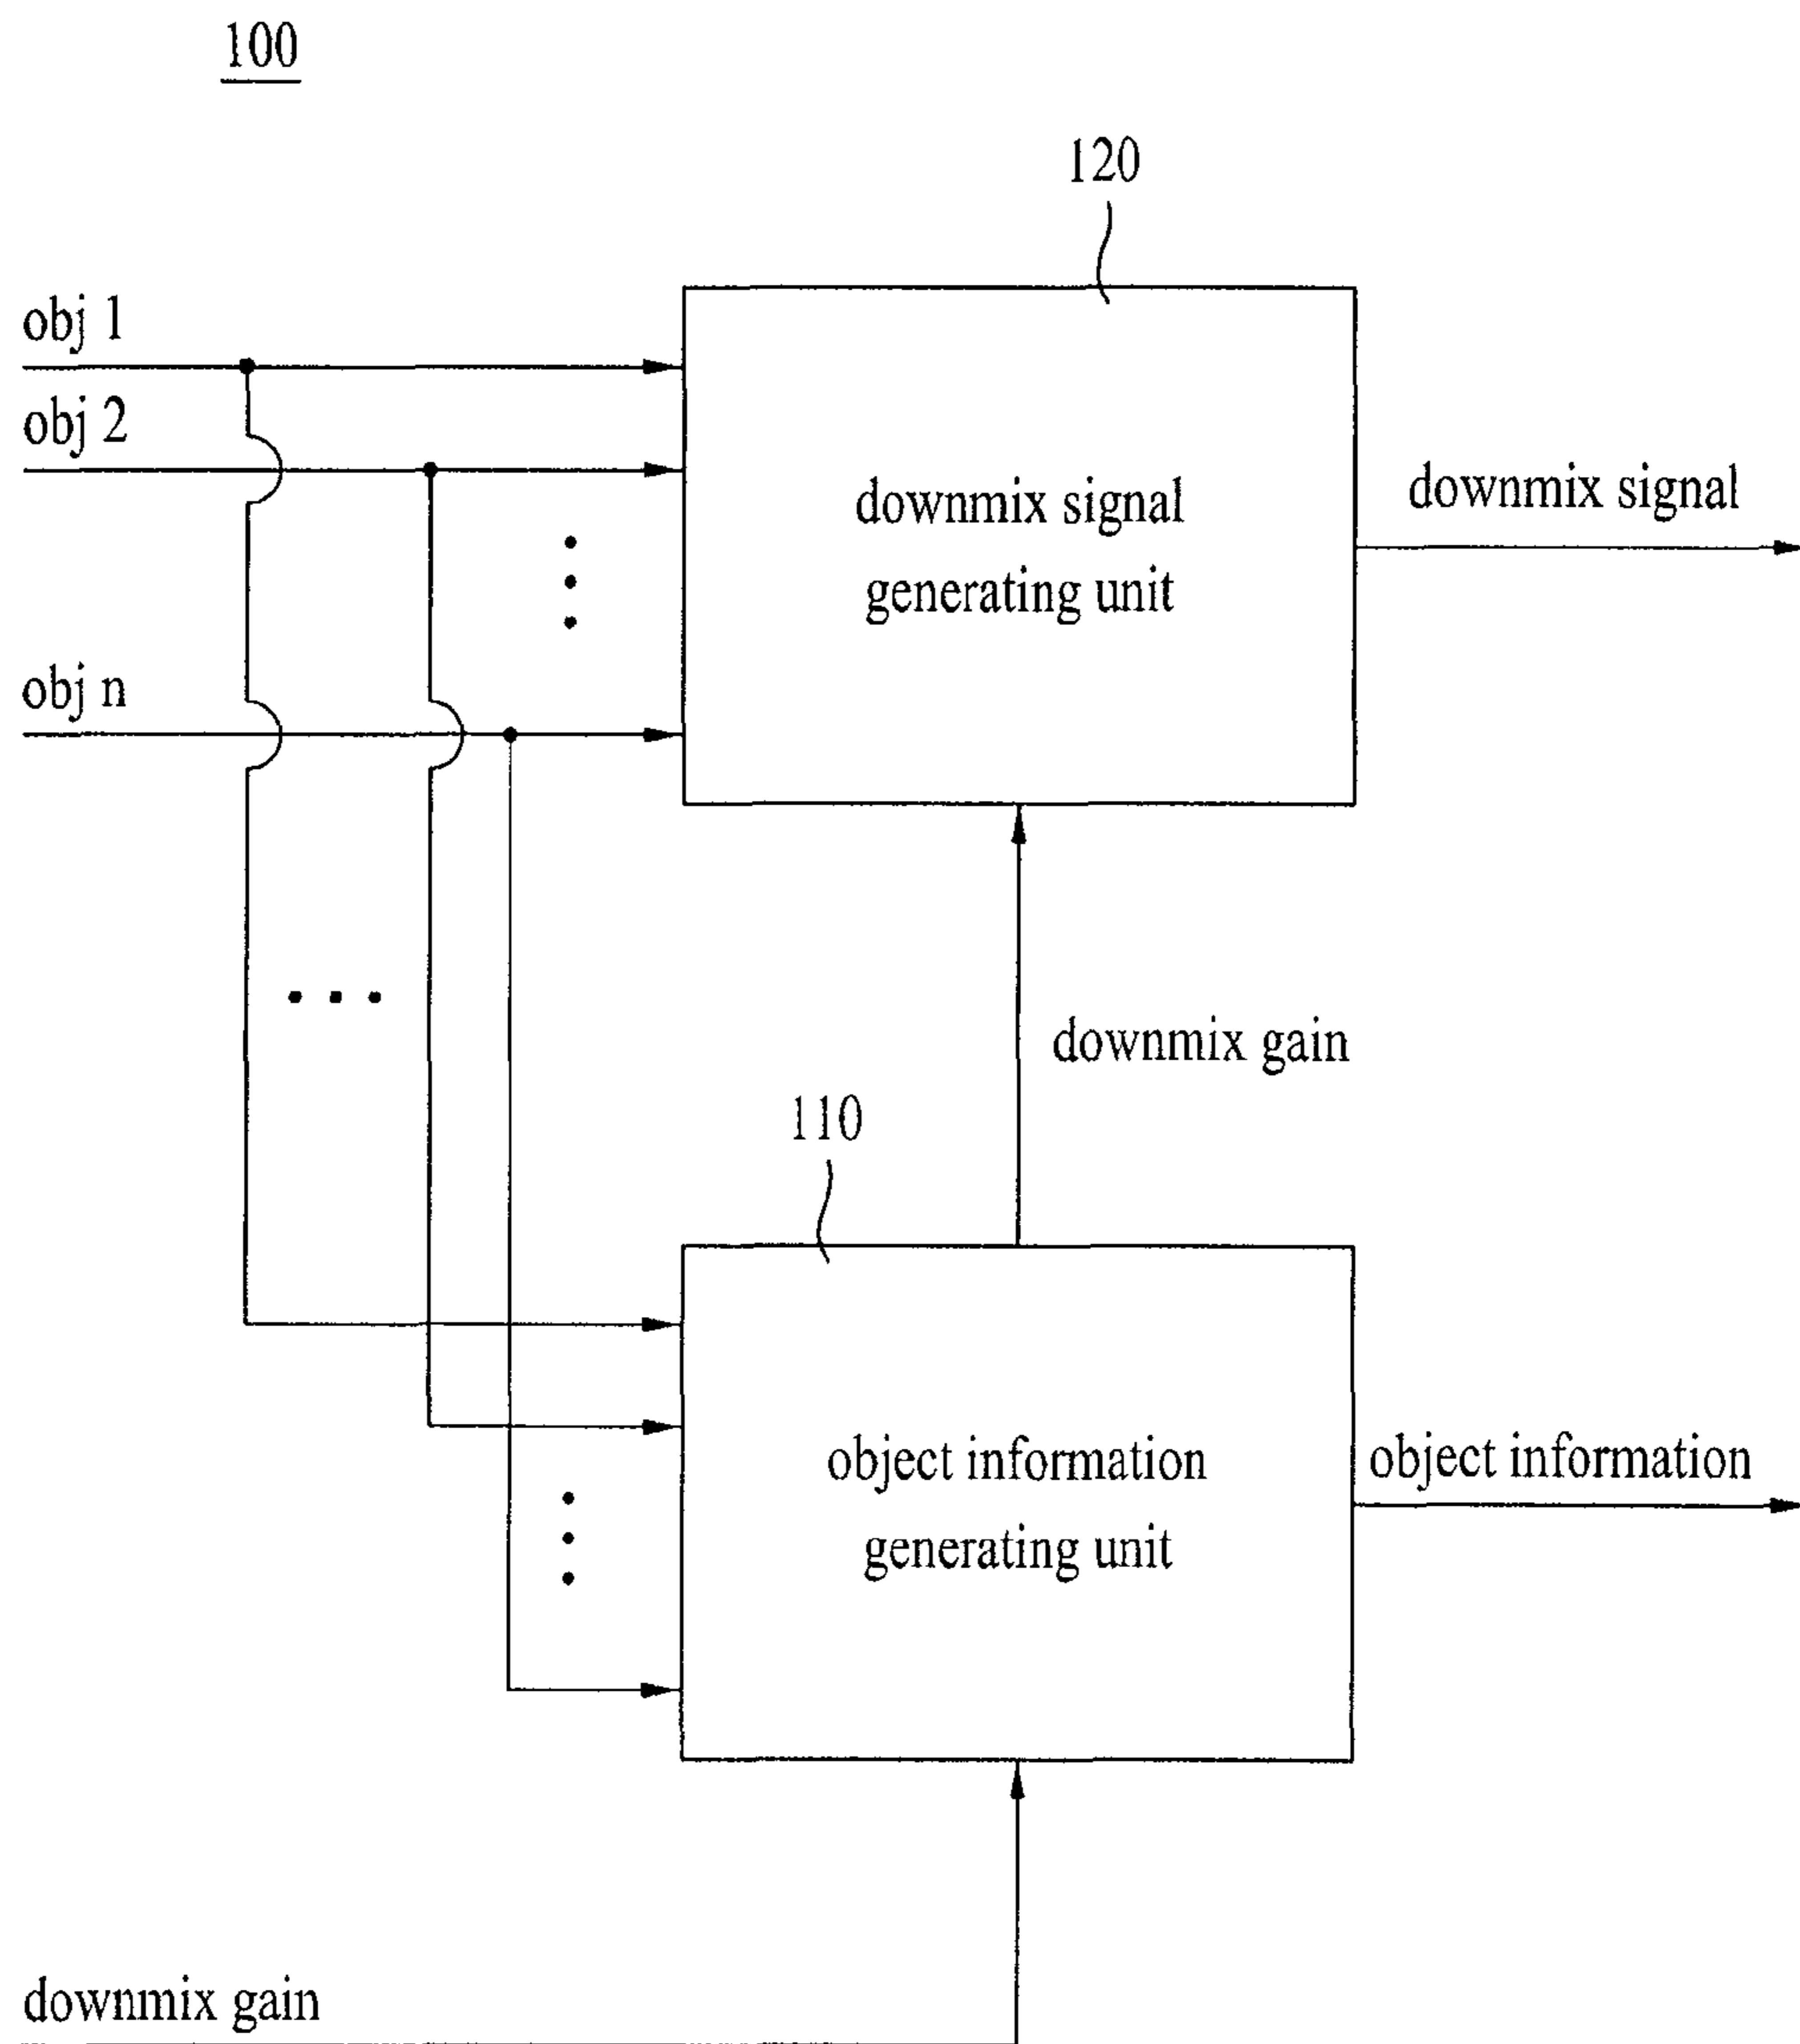 100
120
obj 1
obj 2
downmix signal
generating unit
downmix signal
obj n
downmix gain
110
object information
generating unit
object information
downmix gain